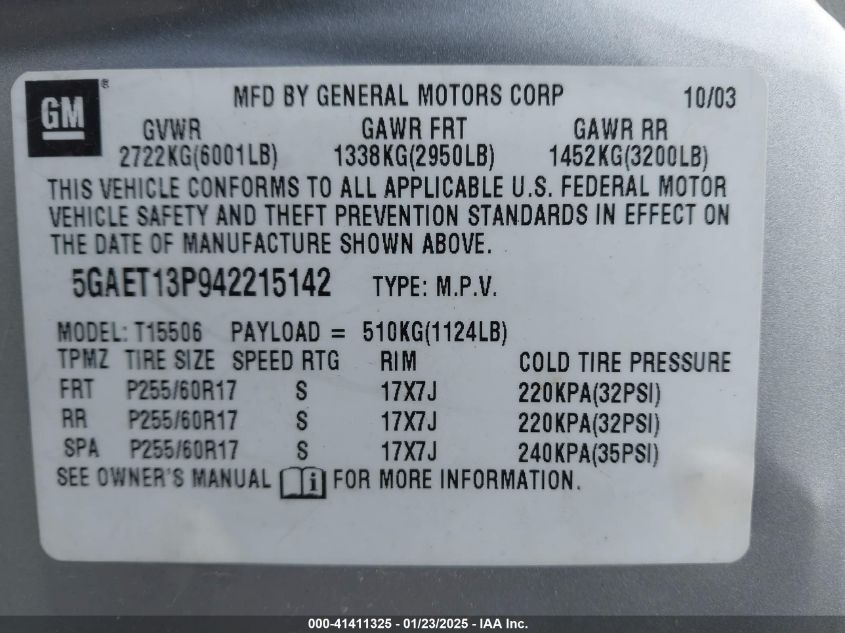 GM ® MFD BY GENERAL MOTORS CORP 10/03
GVWR GAWR FRT GAWR RR
2722KG(6001LB) 1338KG(2950LB) 1452KG(3200LB)
THIS VEHICLE CONFORMS TO ALL APPLICABLE U.S. FEDERAL MOTOR
VEHICLE SAFETY AND THEFT PREVENTION STANDARDS IN EFFECT ON
THE DATE OF MANUFACTURE SHOWN ABOVE.
5GAET13P942215142 TYPE: M.P.V.
MODEL: T15506 PAYLOAD = 510KG(1124LB)
TPMZ TIRE SIZE SPEED RTG RIM COLD TIRE PRESSURE
FRT P255/60R17 S 17X7J 220KPA(32PSI)
RR P255/60R17 S 17X7J 220KPA(32PSI)
SPA P255/60R17 S 17X7J 240KPA(35PSI)
SEE OWNER'S MANUAL i FOR MORE INFORMATION.
000-41411325 - 01/23/2025 - IAA Inc.